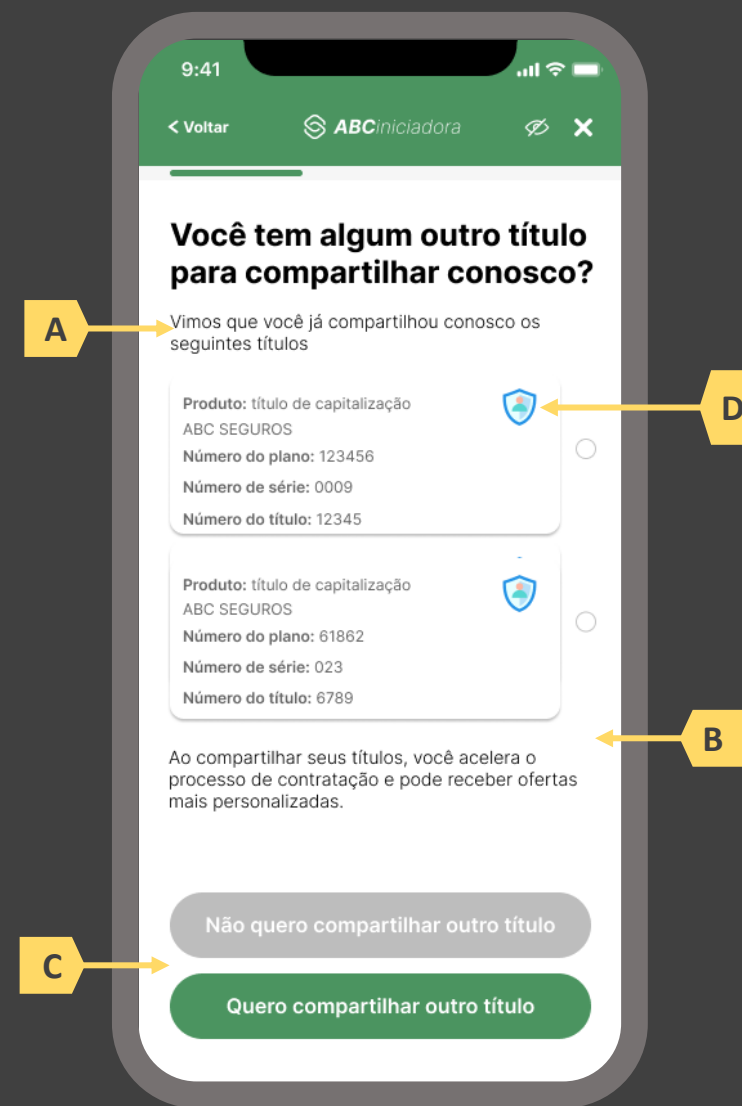 9:41
< Voltar
ABCiniciadora
Você tem algum outro título
para compartilhar conosco?
A
Vimos que você já compartilhou conosco os
seguintes títulos
D
Produto: título de capitalização
ABC SEGUROS
Número do plano: 123456
Número de série: 0009
Número do título: 12345
Produto: título de capitalização
ABC SEGUROS
Número do plano: 61862
Número de série: 023
Número do título: 6789
B
Ao compartilhar seus títulos, você acelera o
processo de contratação e pode receber ofertas
mais personalizadas.
Não quero compartilhar outro título
C
Quero compartilhar outro título